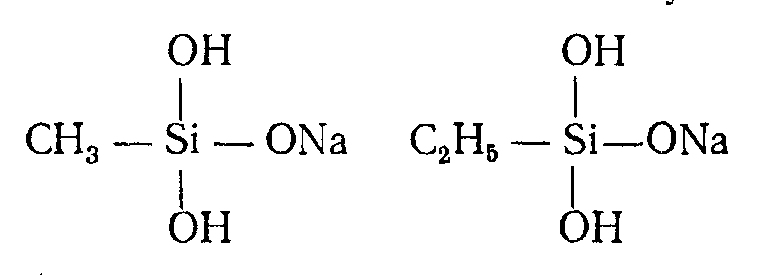 OH OH
CH₃ — Si — ONa C₂H₅ — Si — ONa
OH OH